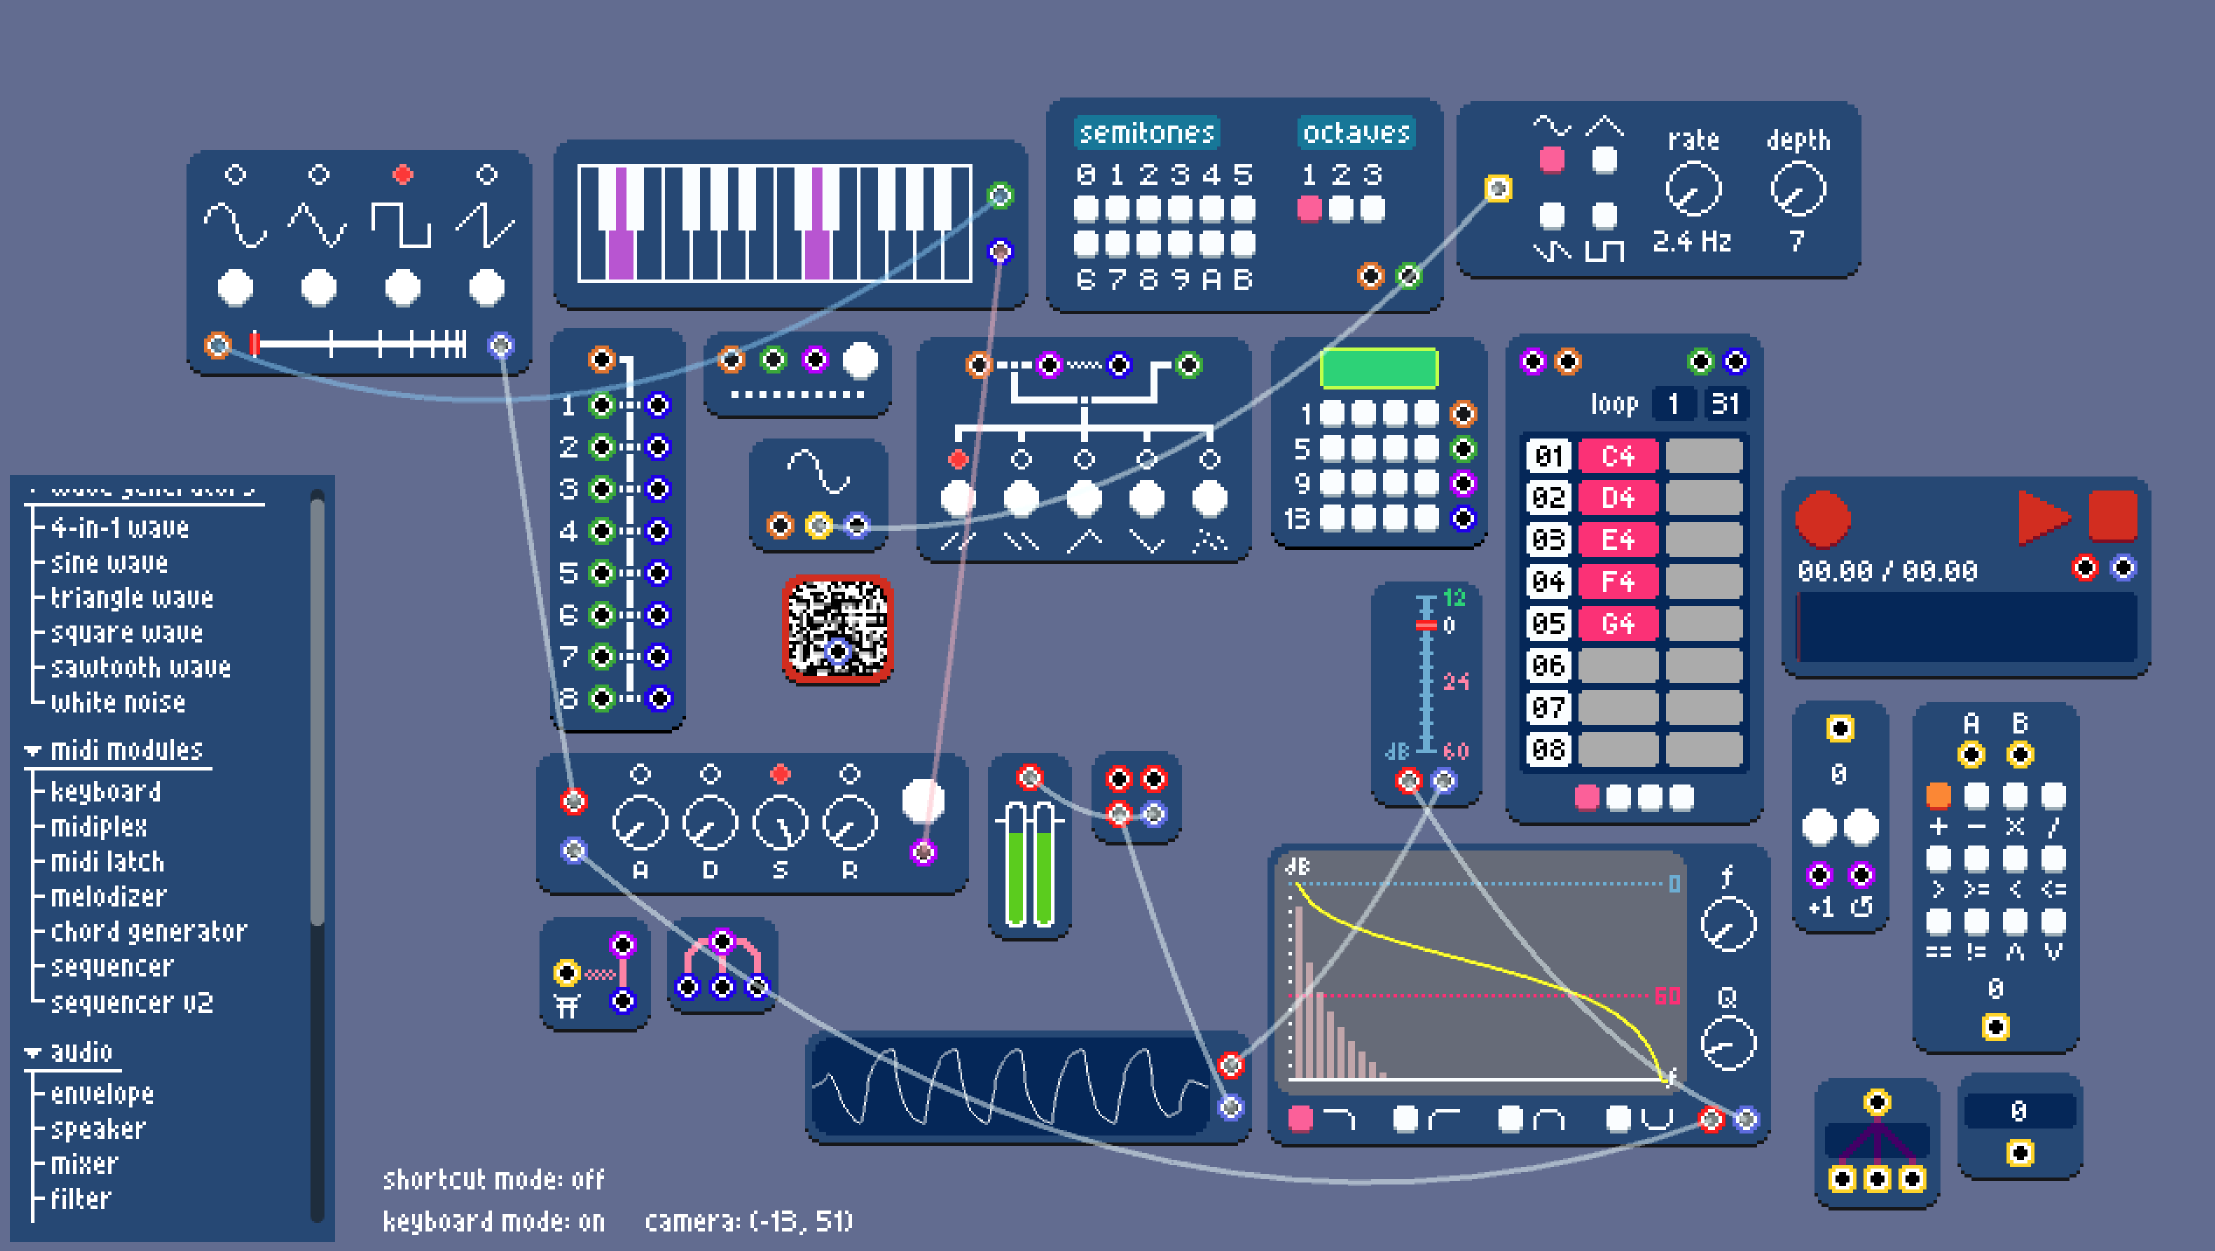 semitones octaves
0 1 2 3 4 5 1 2 3
6 7 8 9 A B
rate depth
2.4 Hz 7
1
2
3
4
5
6
7
8
1
5
9
13
loop 1 31
01 C4
02 D4
03 E4
04 F4
05 G4
06
07
08
wave generators
4-in-1 wave
sine wave
triangle wave
square wave
sawtooth wave
white noise
midi modules
keyboard
midiplex
midi latch
melodizer
chord generator
sequencer
sequencer v2
audio
envelope
speaker
mixer
filter
12
0
24
dB 60
00.00 / 00.00
A D S R
0
+1
A B
+ - × /
> >= < <=
== != ∧ ∨
0
dB
0
60
f
f
Q
0
shortcut mode: off
keyboard mode: on camera: (-13, 51)